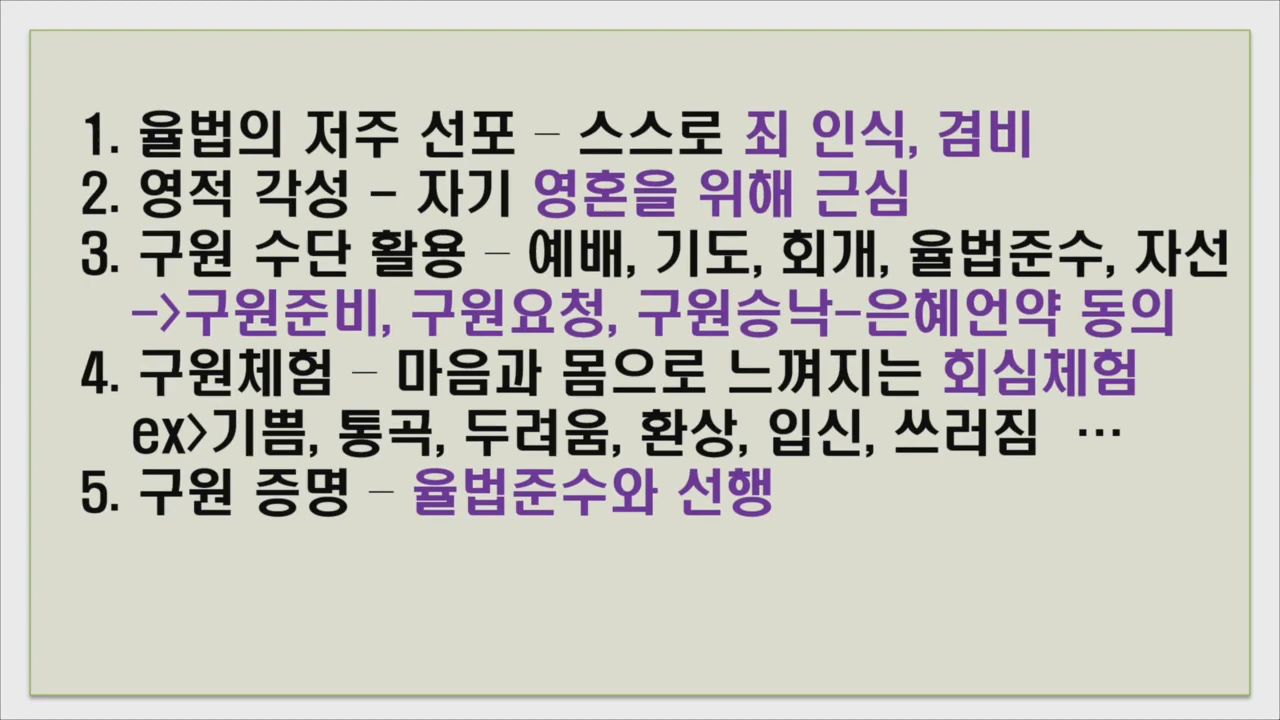 1. 율법의 저주 선포 – 스스로 죄 인식, 겸비
2. 영적 각성 – 자기 영혼을 위해 근심
3. 구원 수단 활용 – 예배, 기도, 회개, 율법준수, 자선
->구원준비, 구원요청, 구원승낙-은혜언약 동의
4. 구원체험 – 마음과 몸으로 느껴지는 회심체험
ex>기쁨, 통곡, 두려움, 환상, 입신, 쓰러짐 …
5. 구원 증명 – 율법준수와 선행